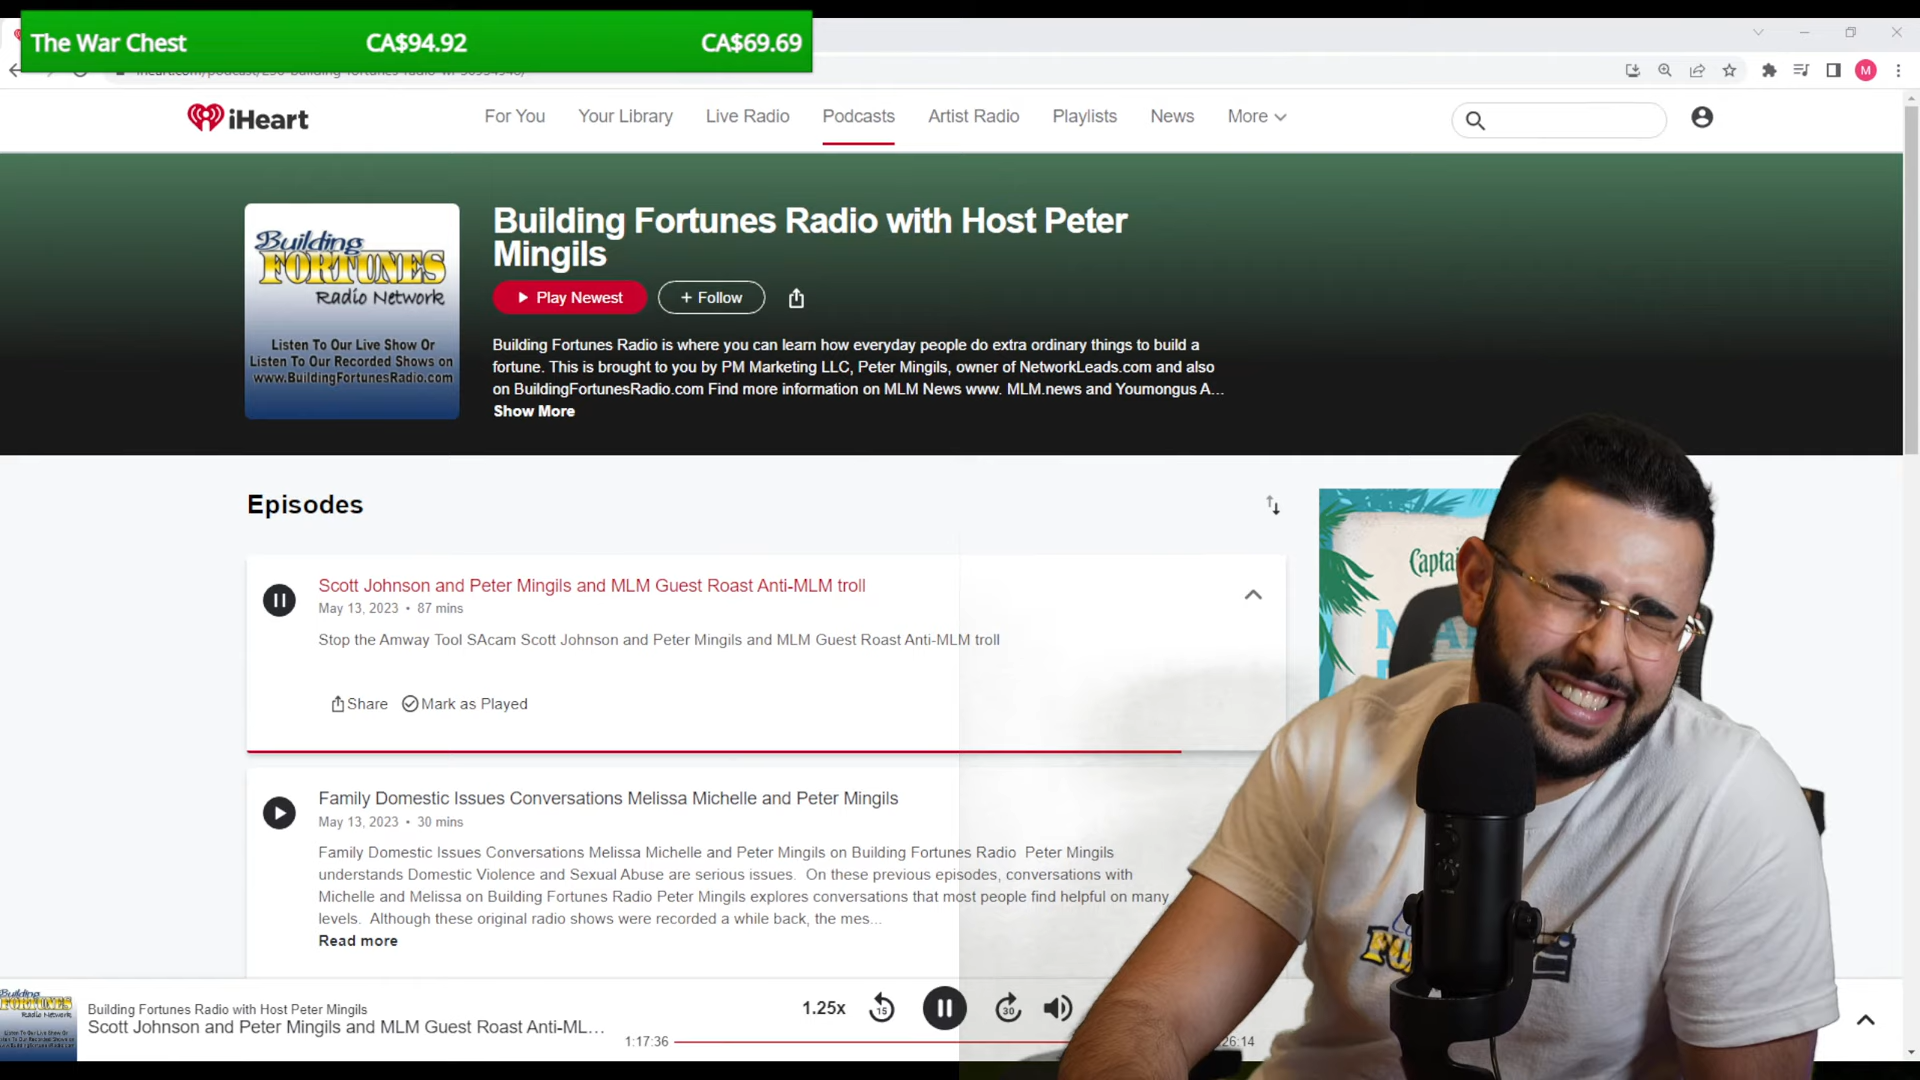 The War Chest CA$94.92 CA$69.69
iHeart
For You Your Library Live Radio Podcasts Artist Radio Playlists News More
M
Building
FORTUNES
Radio Network
Listen To Our Live Show Or
Listen To Our Recorded Shows on
www.BuildingFortunesRadio.com
Building Fortunes Radio with Host Peter
Mingils
Play Newest + Follow
Building Fortunes Radio is where you can learn how everyday people do extra ordinary things to build a
fortune. This is brought to you by PM Marketing LLC, Peter Mingils, owner of NetworkLeads.com and also
on BuildingFortunesRadio.com Find more information on MLM News www. MLM.news and Youmongus A...
Show More
Episodes
Scott Johnson and Peter Mingils and MLM Guest Roast Anti-MLM troll
May 13, 2023 • 87 mins
Stop the Amway Tool SAcam Scott Johnson and Peter Mingils and MLM Guest Roast Anti-MLM troll
Share Mark as Played
Family Domestic Issues Conversations Melissa Michelle and Peter Mingils
May 13, 2023 • 30 mins
Family Domestic Issues Conversations Melissa Michelle and Peter Mingils on Building Fortunes Radio Peter Mingils
understands Domestic Violence and Sexual Abuse are serious issues. On these previous episodes, conversations with
Michelle and Melissa on Building Fortunes Radio Peter Mingils explores conversations that most people find helpful on many
levels. Although these original radio shows were recorded a while back, the mes...
Read more
Building
FORTUNES
Radio Network
Building Fortunes Radio with Host Peter Mingils
Scott Johnson and Peter Mingils and MLM Guest Roast Anti-ML...
1.25x 15 30
1:17:36 26:14